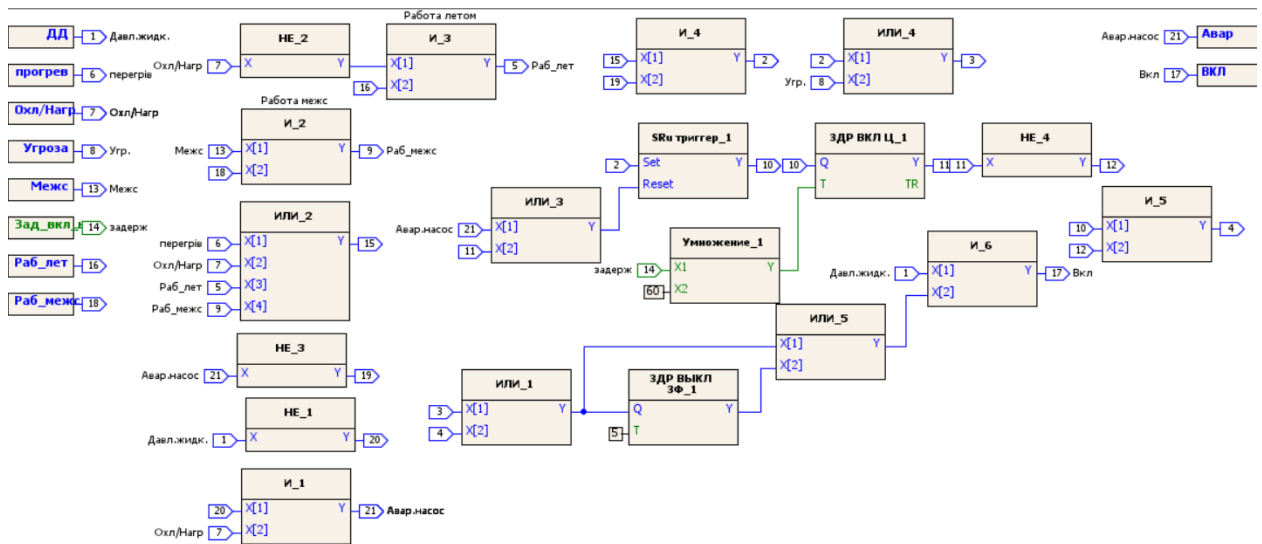 Работа летом
ДД 1 Давл.жидк.
прогрев 6 перегрів
Охл/Нагр 7 Охл/Нагр
Угроза 8 Угр.
Межс 13 Межс
Зад_вкл_ 14 задерж
Раб_лет 16
Раб_межс 18
НЕ_2
Охл/Нагр 7 X Y
И_3
X[1] Y 5 Раб_лет
16 X[2]
И_4
15 X[1] Y 2
19 X[2]
ИЛИ_4
2 X[1] Y 3
Угр. 8 X[2]
Авар.насос 21 Авар
Вкл 17 ВКЛ
Работа межс
И_2
Межс 13 X[1] Y 9 Раб_межс
18 X[2]
SRu триггер_1
2 Set Y 10
Reset
ЗДР ВКЛ Ц_1
10 Q Y 11
T TR
НЕ_4
11 X Y 12
ИЛИ_2
перегрів 6 X[1] Y 15
Охл/Нагр 7 X[2]
Раб_лет 5 X[3]
Раб_межс 9 X[4]
ИЛИ_3
Авар.насос 21 X[1] Y
11 X[2]
И_5
10 X[1] Y 4
12 X[2]
Умножение_1
задерж 14 X1 Y
60 X2
И_6
Давл.жидк. 1 X[1] Y 17 Вкл
X[2]
ИЛИ_5
X[1] Y
X[2]
НЕ_3
Авар.насос 21 X Y 19
ИЛИ_1
3 X[1] Y
4 X[2]
ЗДР ВЫКЛ
ЗФ_1
Q Y
5 T
НЕ_1
Давл.жидк. 1 X Y 20
И_1
20 X[1] Y 21 Авар.насос
Охл/Нагр 7 X[2]